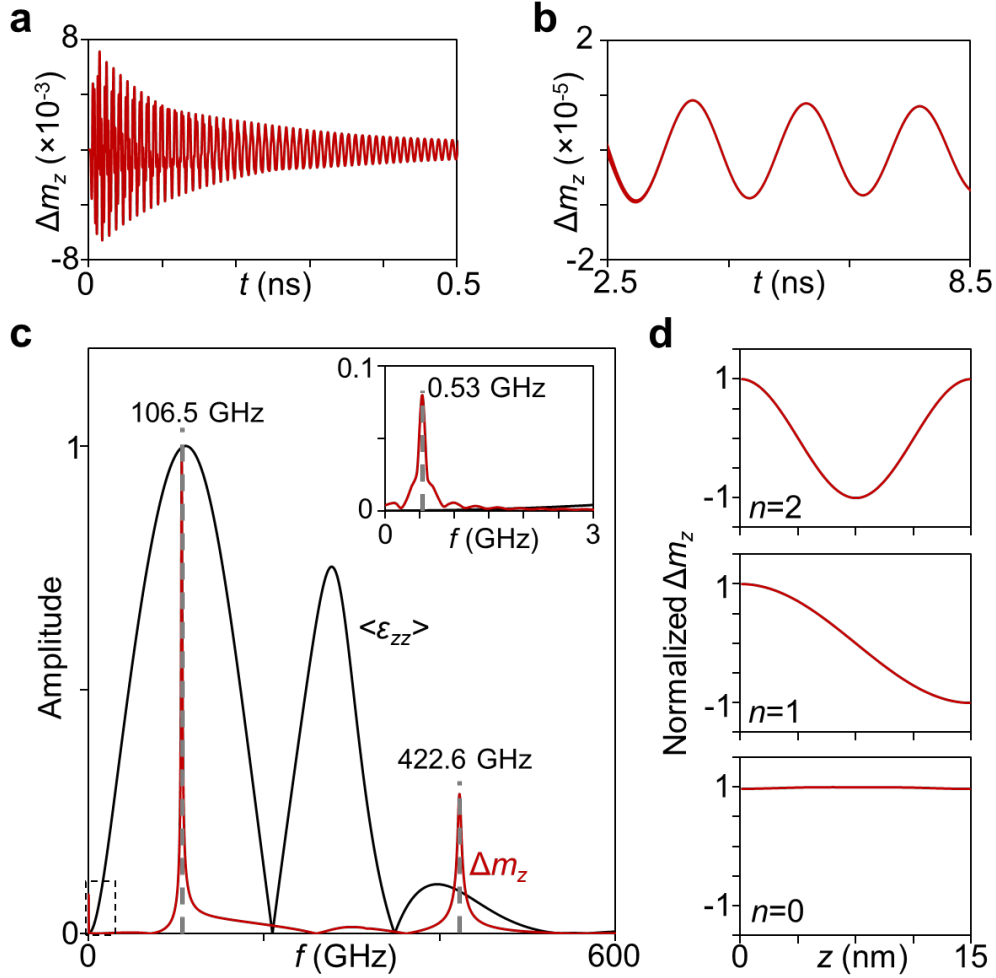 a
8
Δm_z (×10⁻³)
-8
0
t (ns)
0.5
b
2
Δm_z (×10⁻⁵)
-2
2.5
t (ns)
8.5
c
106.5 GHz
1
Amplitude
0
0.1
0.53 GHz
0
0
f (GHz)
3
<ε_zz>
422.6 GHz
Δm_z
0
f (GHz)
600
d
Normalized Δm_z
1
-1
n=2
1
-1
n=1
1
-1
n=0
0
z (nm)
15